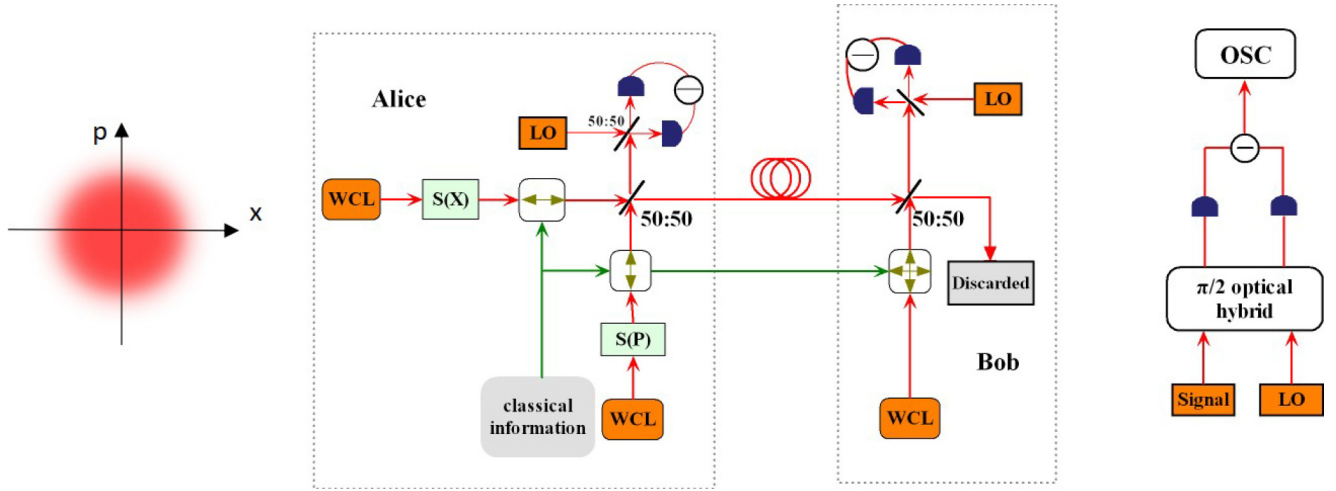 p
x
Alice
LO
50:50
WCL
S(X)
50:50
S(P)
classical
information
WCL
LO
50:50
Discarded
Bob
WCL
OSC
π/2 optical
hybrid
Signal
LO